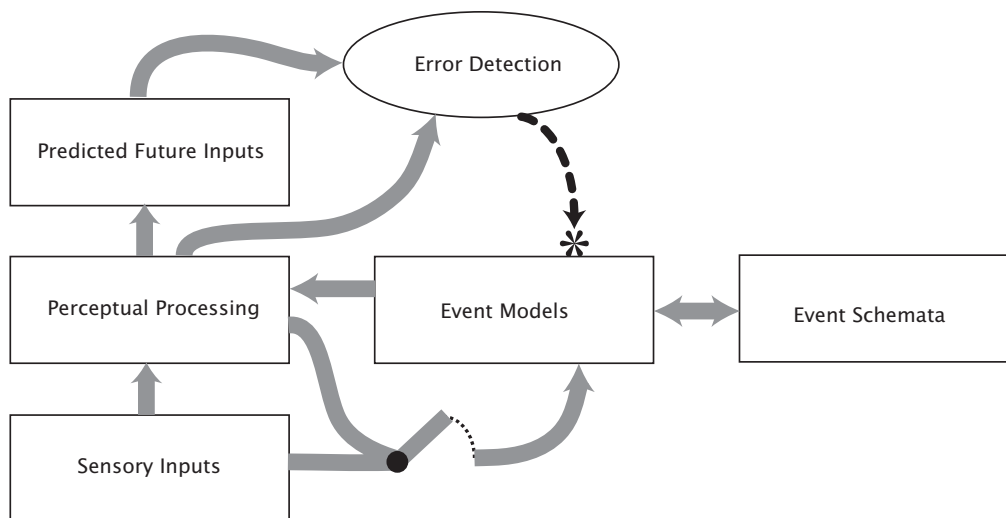 Error Detection
Predicted Future Inputs
Perceptual Processing
Event Models
Event Schemata
Sensory Inputs